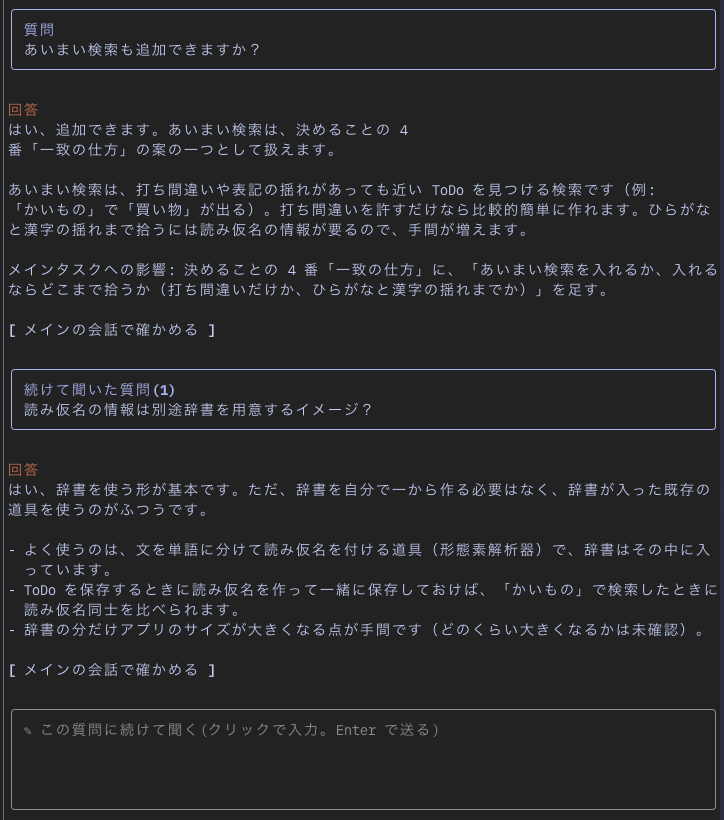 質問
あいまい検索も追加できますか？
回答
はい、追加できます。あいまい検索は、決めることの 4
番「一致の仕方」の案の一つとして扱えます。
あいまい検索は、打ち間違いや表記の揺れがあっても近い ToDo を見つける検索です（例:
「かいもの」で「買い物」が出る）。打ち間違いを許すだけなら比較的簡単に作れます。ひらがな
と漢字の揺れまで拾うには読み仮名の情報が要るので、手間が増えます。
メインタスクへの影響: 決めることの 4 番「一致の仕方」に、「あいまい検索を入れるか、入れる
ならどこまで拾うか（打ち間違いだけか、ひらがなと漢字の揺れまでか）」を足す。
[ メインの会話で確かめる ]
続けて聞いた質問(1)
読み仮名の情報は別途辞書を用意するイメージ？
回答
はい、辞書を使う形が基本です。ただ、辞書を自分で一から作る必要はなく、辞書が入った既存の
道具を使うのがふつうです。
- よく使うのは、文を単語に分けて読み仮名を付ける道具（形態素解析器）で、辞書はその中に入
っています。
- ToDo を保存するときに読み仮名を作って一緒に保存しておけば、「かいもの」で検索したときに
読み仮名同士を比べられます。
- 辞書の分だけアプリのサイズが大きくなる点が手間です（どのくらい大きくなるかは未確認）。
[ メインの会話で確かめる ]
✎ この質問に続けて聞く(クリックで入力。Enter で送る)